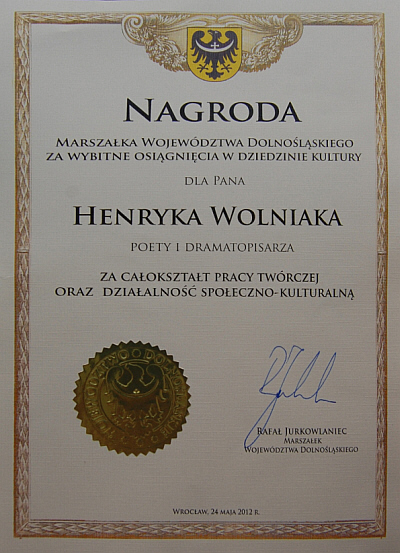 NAGRODA
MARSZAŁKA WOJEWÓDZTWA DOLNOŚLĄSKIEGO
ZA WYBITNE OSIĄGNIĘCIA W DZIEDZINIE KULTURY
DLA PANA
HENRYKA WOLNIAKA
POETY I DRAMATOPISARZA
ZA CAŁOKSZTAŁT PRACY TWÓRCZEJ
ORAZ DZIAŁALNOŚĆ SPOŁECZNO-KULTURALNĄ
RAFAŁ JURKOWLANIEC
MARSZAŁEK
WOJEWÓDZTWA DOLNOŚLĄSKIEGO
WROCŁAW, 24 MAJA 2012 R.